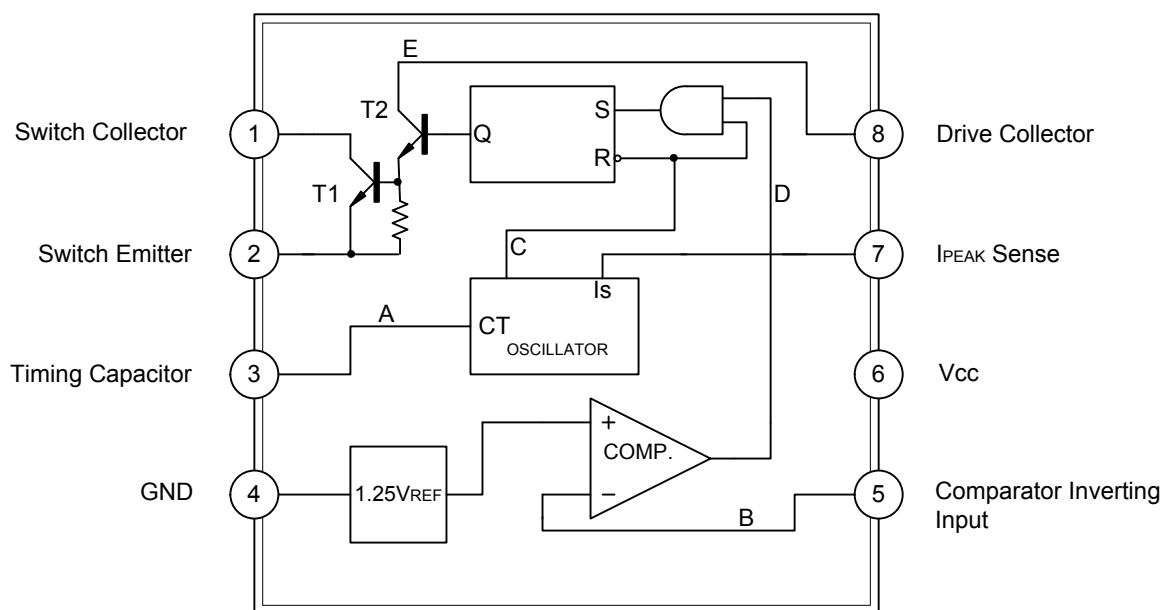 E
T2
Q
S
R
Switch Collector
1
8
Drive Collector
T1
D
Switch Emitter
2
C
7
IPEAK Sense
Is
A
CT
OSCILLATOR
Timing Capacitor
3
6
Vcc
+
COMP.
−
GND
4
1.25VREF
B
5
Comparator Inverting
Input